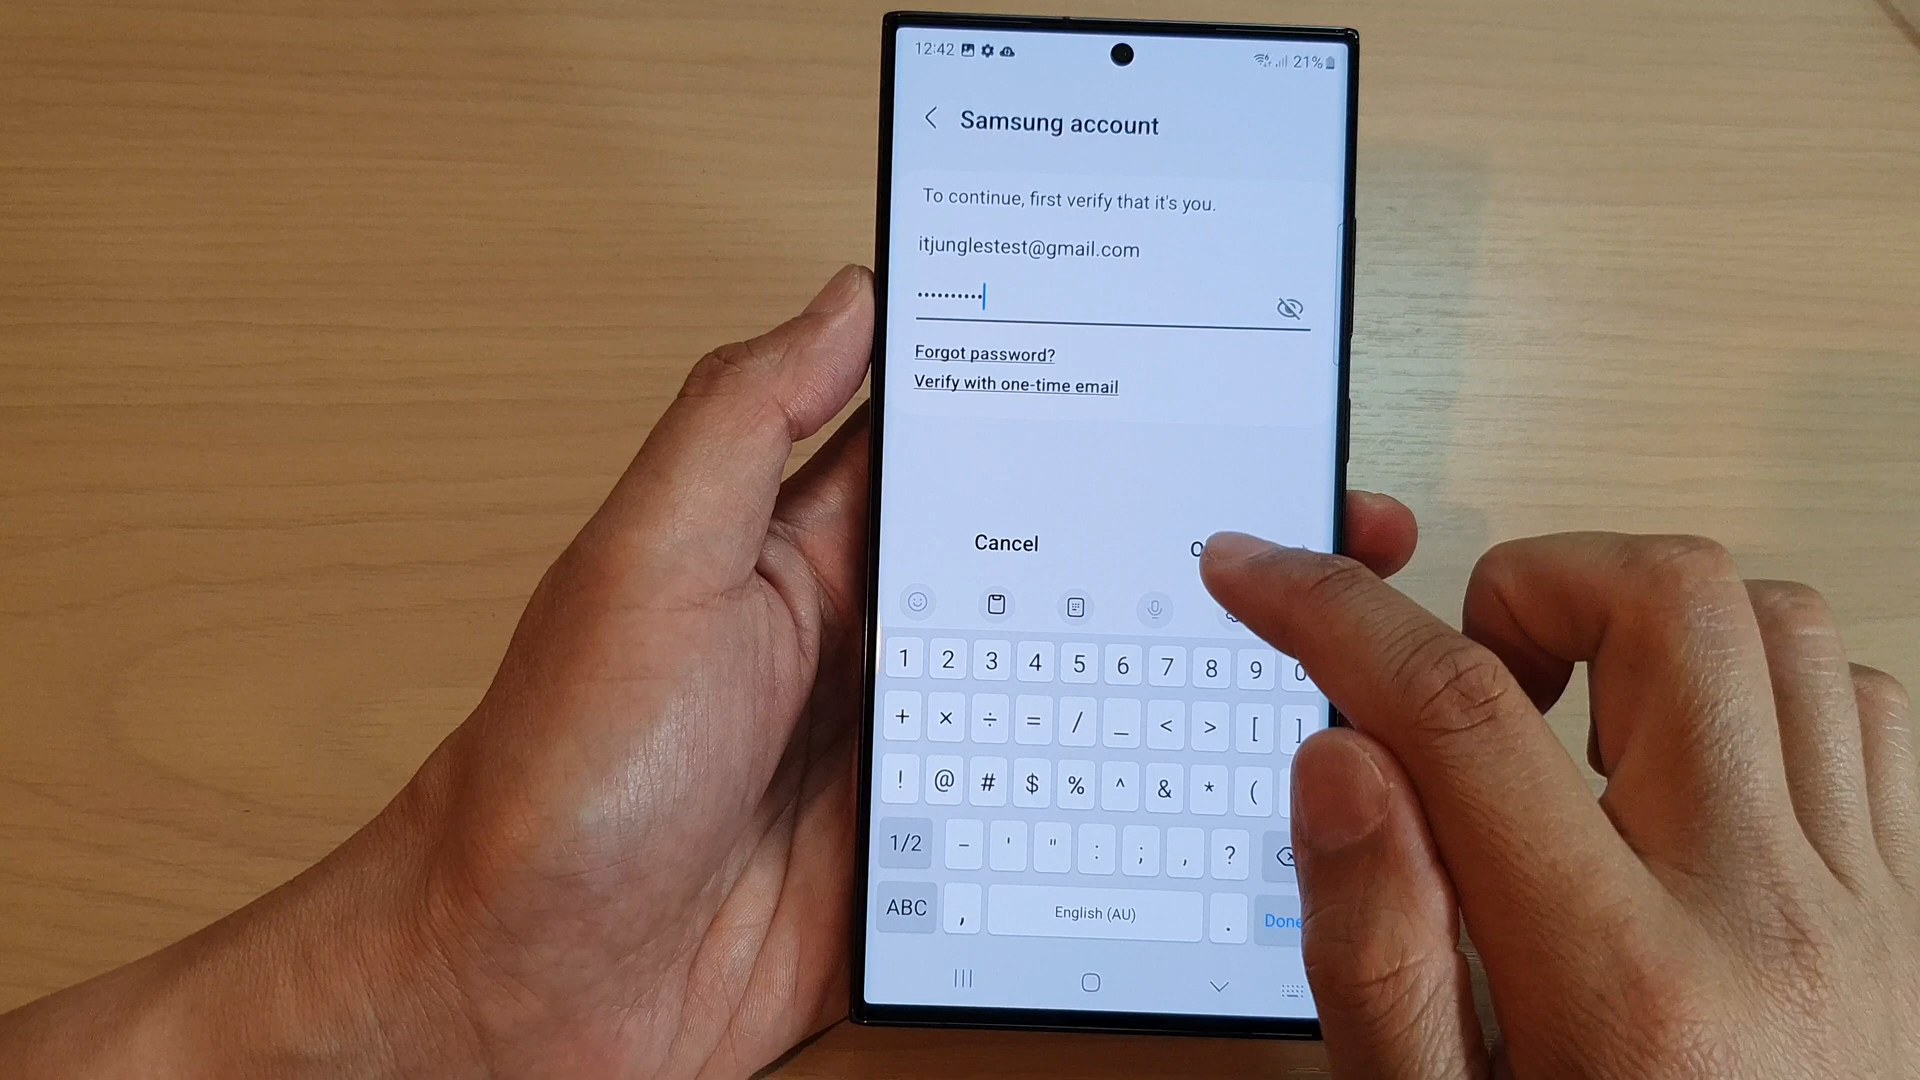 12:42 21%
Samsung account
To continue, first verify that it's you.
itjunglestest@gmail.com
••••••••••
Forgot password?
Verify with one-time email
Cancel
1 2 3 4 5 6 7 8 9 0
+ × ÷ = / _ < > [ ]
! @ # $ % ^ & * (
1/2 - ' " : ; , ?
ABC , English (AU) . Done